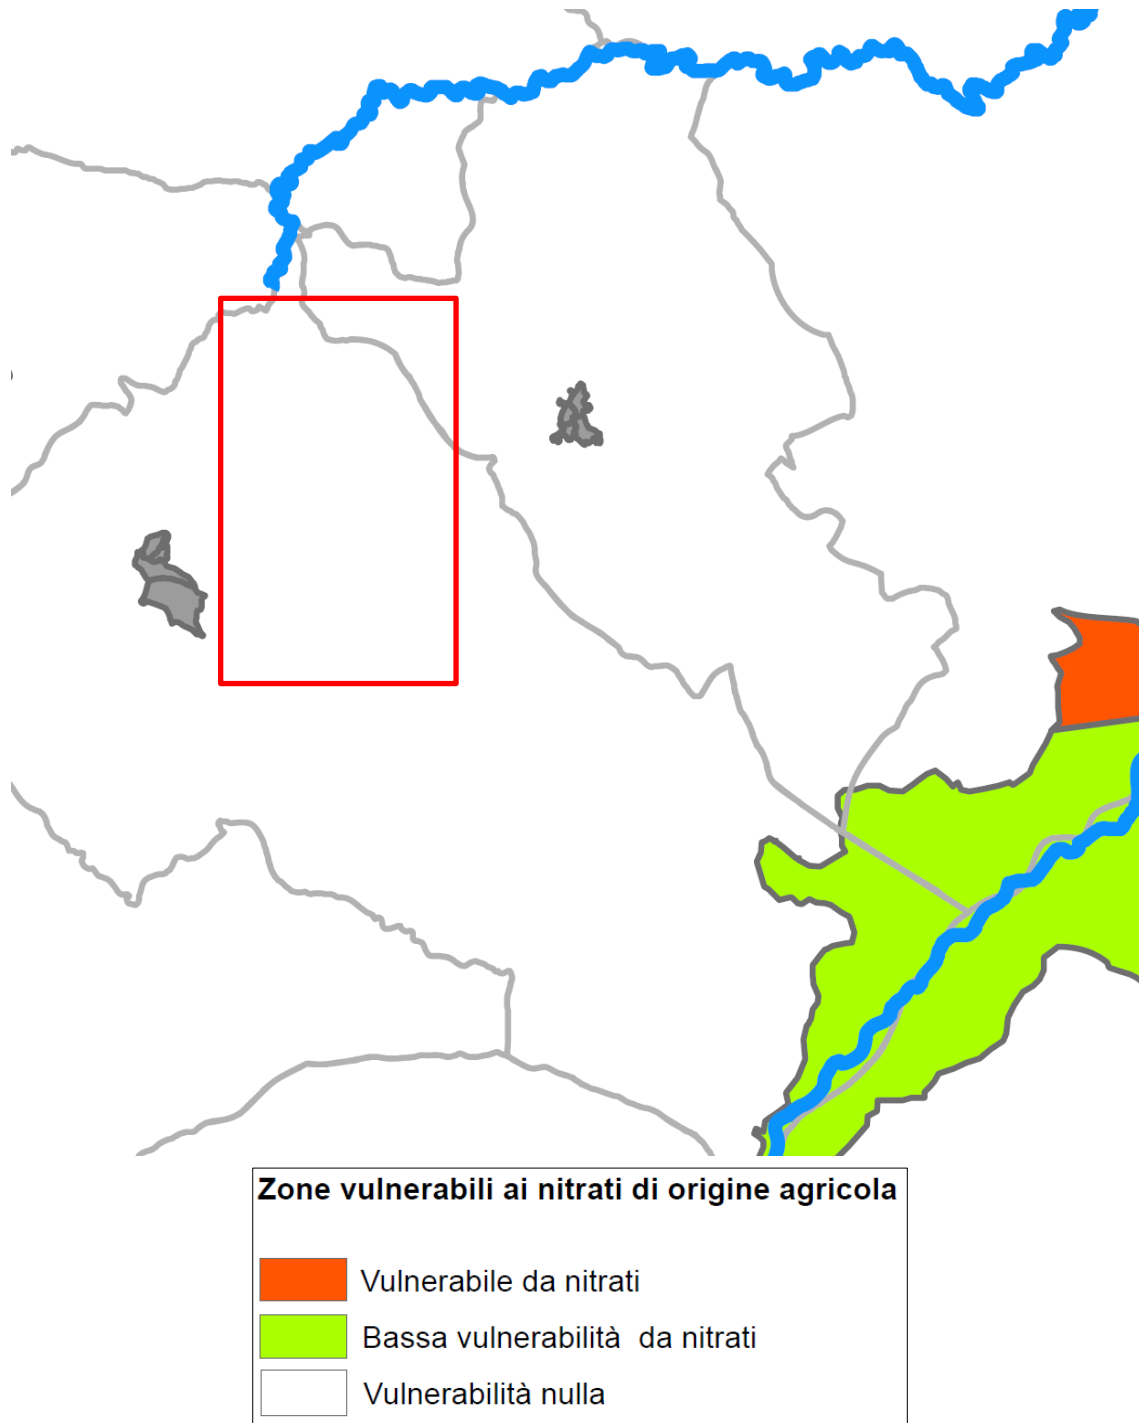 Zone vulnerabili ai nitrati di origine agricola
Vulnerabile da nitrati
Bassa vulnerabilità da nitrati
Vulnerabilità nulla